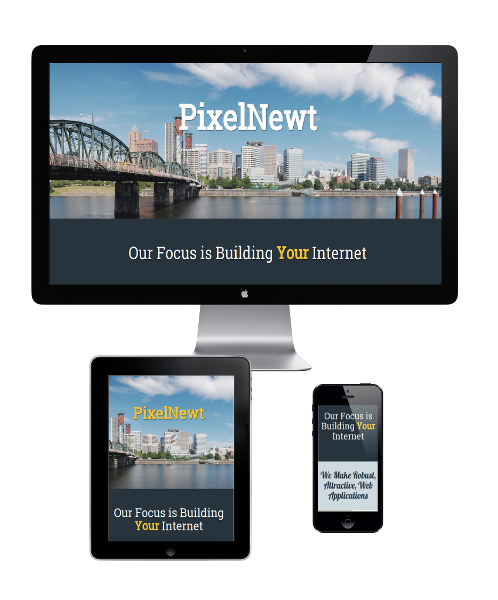 PixelNewt
Our Focus is Building Your Internet
PixelNewt
Our Focus is Building
Your Internet
Our Focus is
Building Your
Internet
We Make Robust,
Attractive, Web
Applications